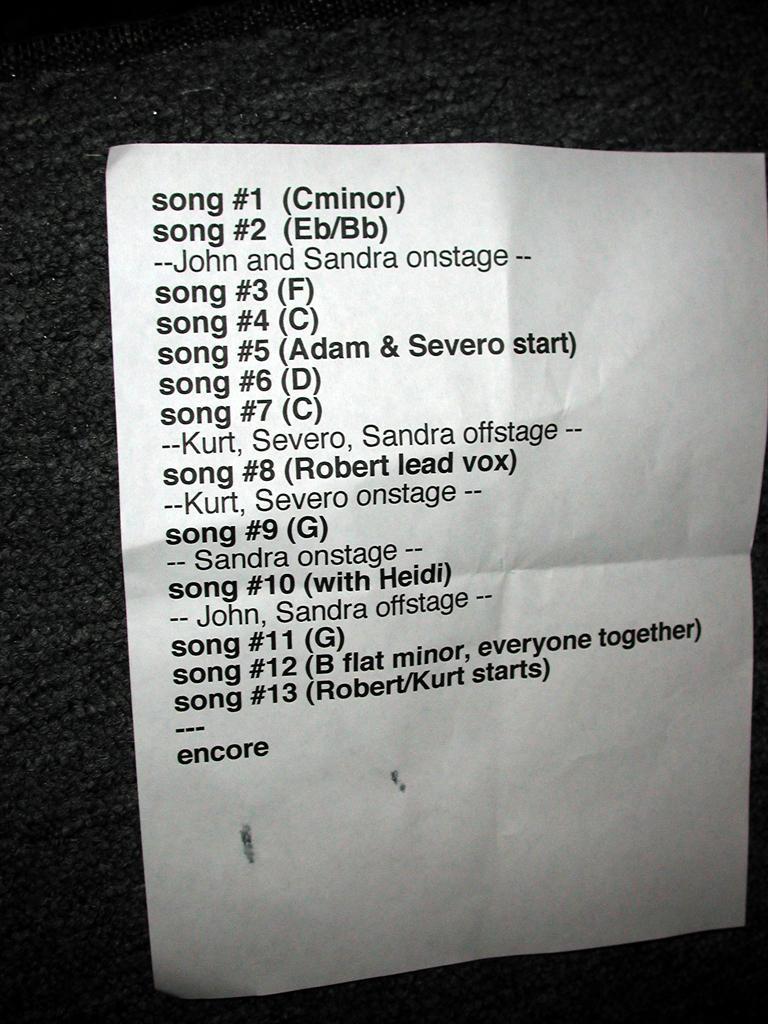 song #1  (Cminor)
song #2  (Eb/Bb)
--John and Sandra onstage --
song #3 (F)
song #4 (C)
song #5 (Adam & Severo start)
song #6 (D)
song #7 (C)
--Kurt, Severo, Sandra offstage --
song #8 (Robert lead vox)
--Kurt, Severo onstage --
song #9 (G)
-- Sandra onstage --
song #10 (with Heidi)
-- John, Sandra offstage --
song #11 (G)
song #12 (B flat minor, everyone together)
song #13 (Robert/Kurt starts)
---
encore